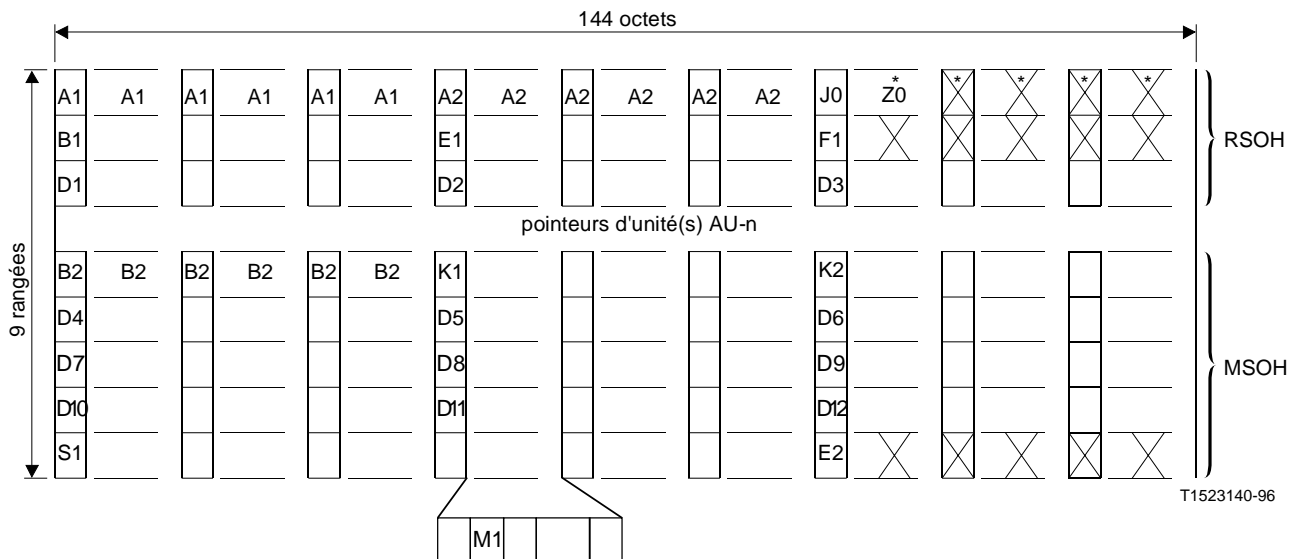 144 octets
A1 A1 A1 A1 A1 A1 A2 A2 A2 A2 A2 A2 J0 Z0 * * * * *
B1 E1 F1
D1 D2 D3
RSOH
pointeurs d'unité(s) AU-n
9 rangées
B2 B2 B2 B2 B2 B2 K1 K2
D4 D5 D6
D7 D8 D9
D10 D11 D12
S1 E2
MSOH
T1523140-96
M1